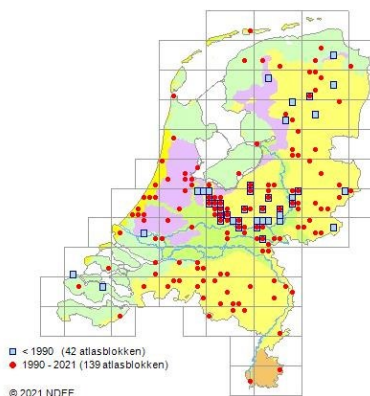 < 1990 (42 atlasblokken)
1990 - 2021 (139 atlasblokken)
© 2021 NDFF